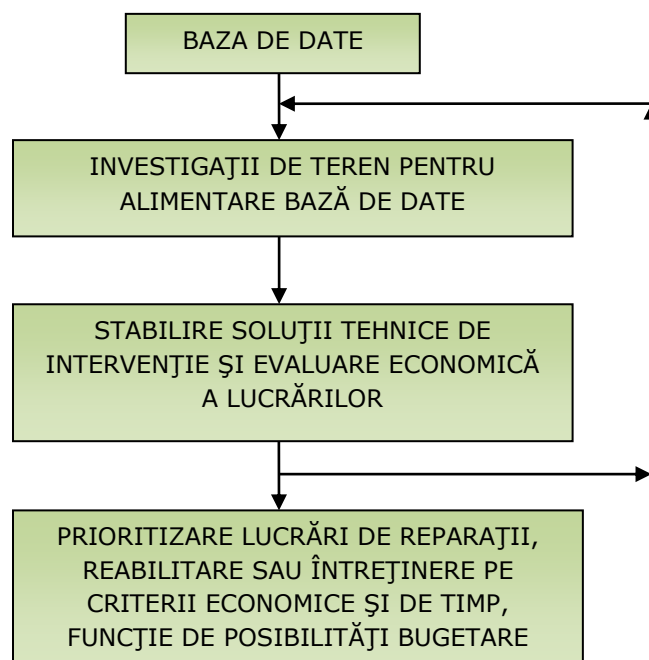 BAZA DE DATE
INVESTIGAŢII DE TEREN PENTRU
ALIMENTARE BAZĂ DE DATE
STABILIRE SOLUŢII TEHNICE DE
INTERVENŢIE ŞI EVALUARE ECONOMICĂ
A LUCRĂRILOR
PRIORITIZARE LUCRĂRI DE REPARAŢII,
REABILITARE SAU ÎNTREŢINERE PE
CRITERII ECONOMICE ŞI DE TIMP,
FUNCŢIE DE POSIBILITĂŢI BUGETARE